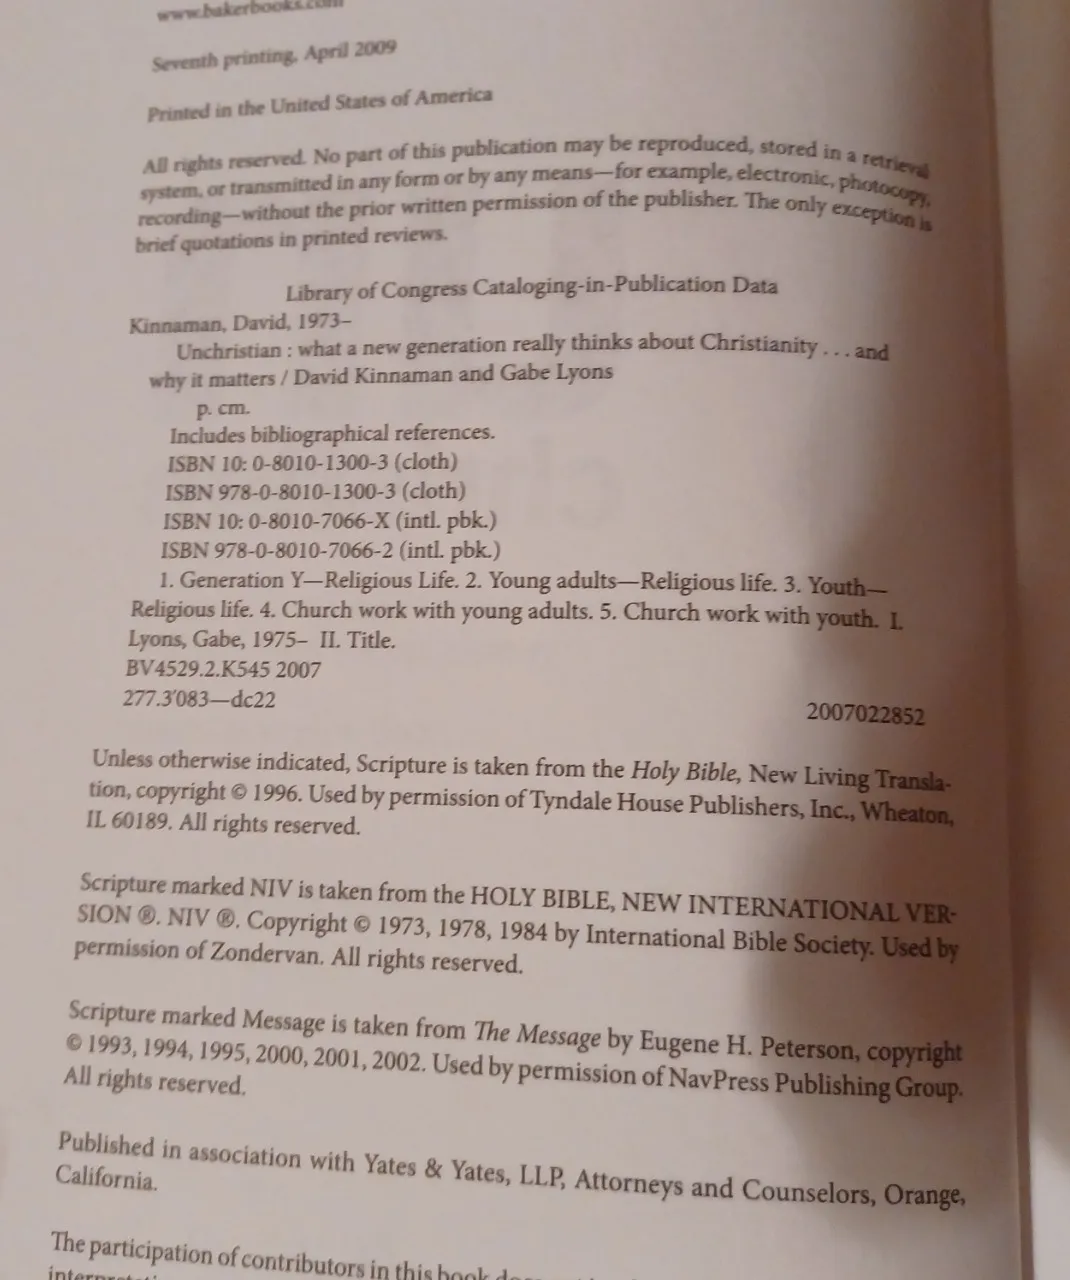 www.bakerbooks.com
Seventh printing, April 2009
Printed in the United States of America
All rights reserved. No part of this publication may be reproduced, stored in a retrieval
system, or transmitted in any form or by any means—for example, electronic, photocopy,
recording—without the prior written permission of the publisher. The only exception is
brief quotations in printed reviews.
Library of Congress Cataloging-in-Publication Data
Kinnaman, David, 1973–
Unchristian : what a new generation really thinks about Christianity . . . and
why it matters / David Kinnaman and Gabe Lyons
p. cm.
Includes bibliographical references.
ISBN 10: 0-8010-1300-3 (cloth)
ISBN 978-0-8010-1300-3 (cloth)
ISBN 10: 0-8010-7066-X (intl. pbk.)
ISBN 978-0-8010-7066-2 (intl. pbk.)
1. Generation Y—Religious Life. 2. Young adults—Religious life. 3. Youth—
Religious life. 4. Church work with young adults. 5. Church work with youth. I.
Lyons, Gabe, 1975– II. Title.
BV4529.2.K545 2007
277.3′083—dc22
2007022852
Unless otherwise indicated, Scripture is taken from the Holy Bible, New Living Transla-
tion, copyright © 1996. Used by permission of Tyndale House Publishers, Inc., Wheaton,
IL 60189. All rights reserved.
Scripture marked NIV is taken from the HOLY BIBLE, NEW INTERNATIONAL VER-
SION ®. NIV ®. Copyright © 1973, 1978, 1984 by International Bible Society. Used by
permission of Zondervan. All rights reserved.
Scripture marked Message is taken from The Message by Eugene H. Peterson, copyright
© 1993, 1994, 1995, 2000, 2001, 2002. Used by permission of NavPress Publishing Group.
All rights reserved.
Published in association with Yates & Yates, LLP, Attorneys and Counselors, Orange,
California.
The participation of contributors in this book